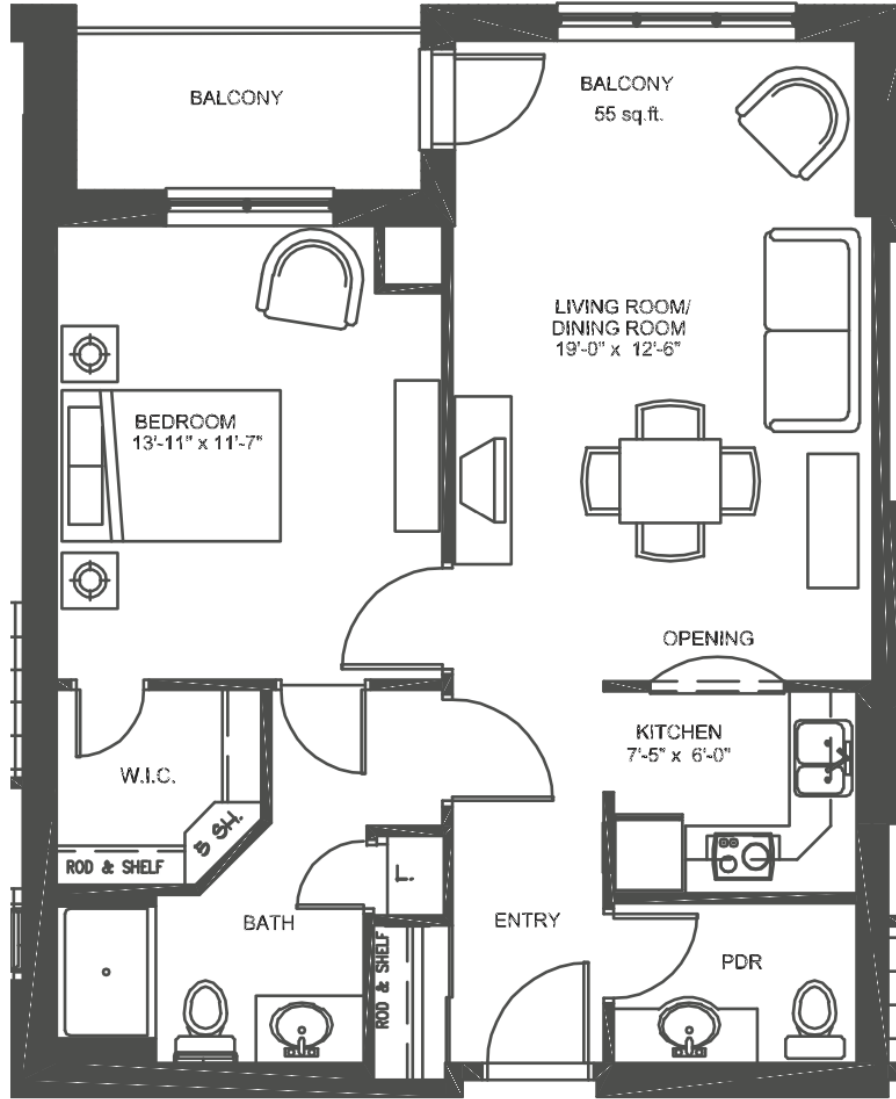 BALCONY
BALCONY
55 sq.ft.
LIVING ROOM/
DINING ROOM
19'-0" x 12'-6"
BEDROOM
13'-11" x 11'-7"
OPENING
KITCHEN
7'-5" x 6'-0"
W.I.C.
5 SH.
ROD & SHELF
L.
BATH
ENTRY
ROD & SHELF
PDR